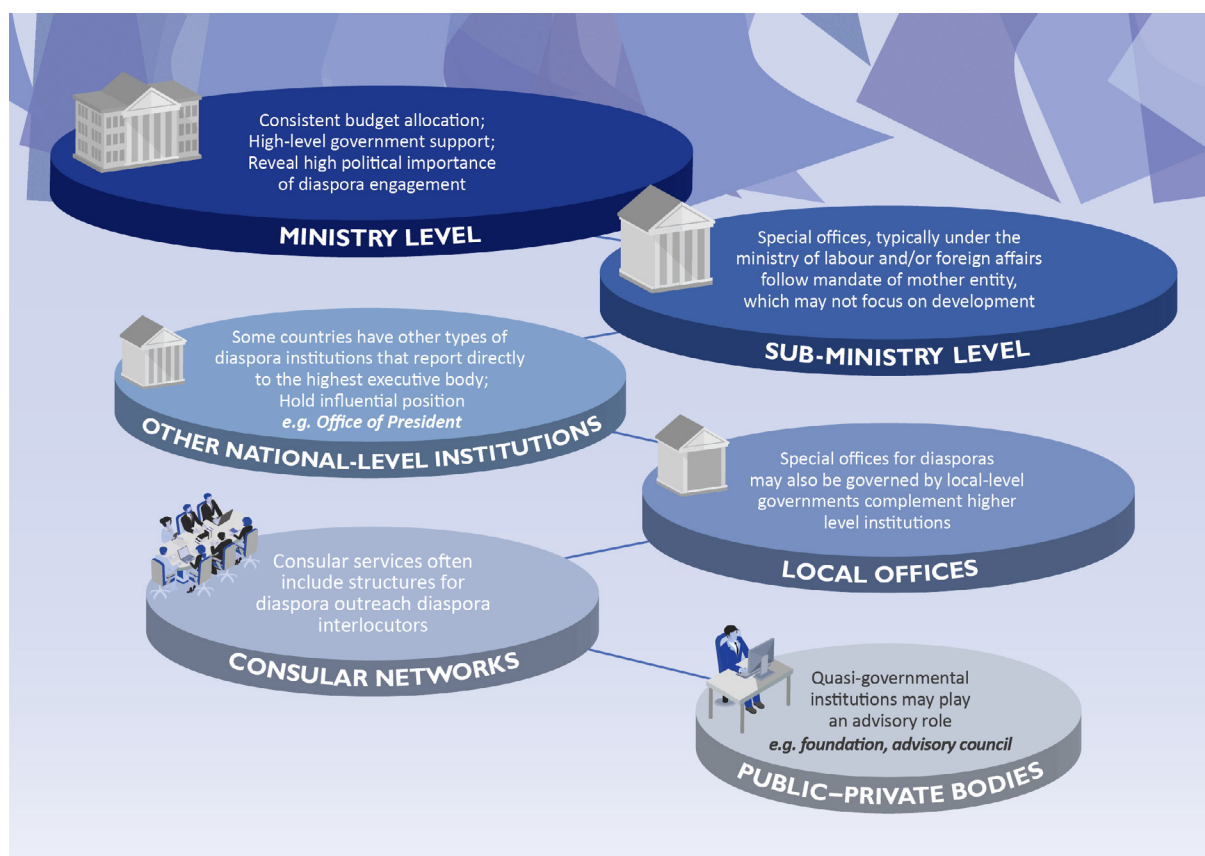 Consistent budget allocation;
High-level government support;
Reveal high political importance
of diaspora engagement
MINISTRY LEVEL
Special offices, typically under the
ministry of labour and/or foreign affairs
follow mandate of mother entity,
which may not focus on development
SUB-MINISTRY LEVEL
Some countries have other types of
diaspora institutions that report directly
to the highest executive body;
Hold influential position
e.g. Office of President
OTHER NATIONAL-LEVEL INSTITUTIONS
Special offices for diasporas
may also be governed by local-level
governments complement higher
level institutions
LOCAL OFFICES
Consular services often
include structures for
diaspora outreach diaspora
interlocutors
CONSULAR NETWORKS
Quasi-governmental
institutions may play
an advisory role
e.g. foundation, advisory council
PUBLIC–PRIVATE BODIES